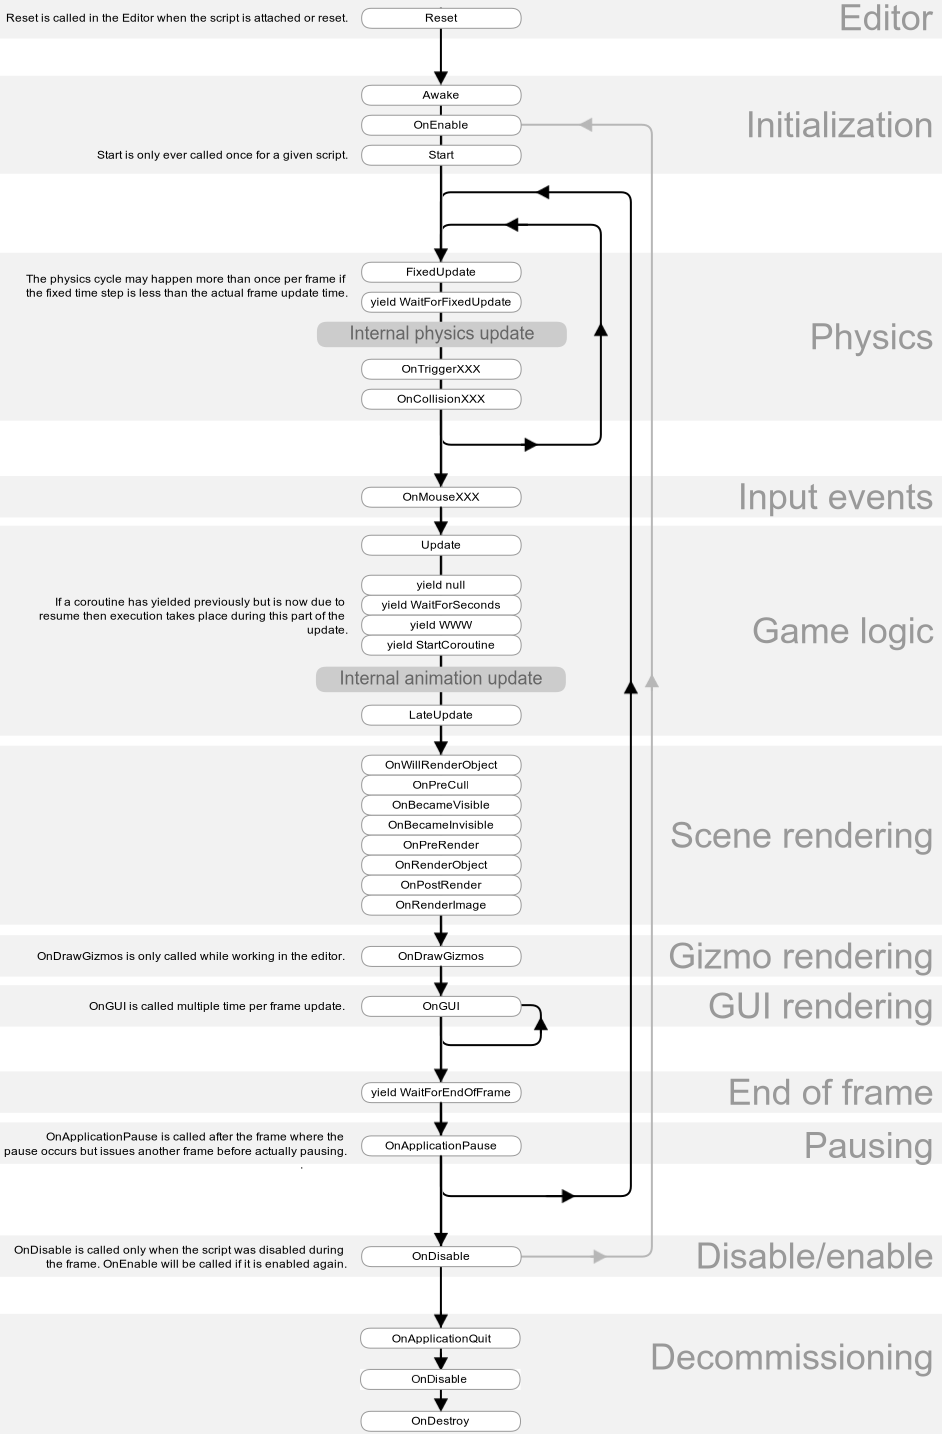 Reset is called in the Editor when the script is attached or reset.
Reset
Editor
Awake
OnEnable
Initialization
Start is only ever called once for a given script.
Start
FixedUpdate
The physics cycle may happen more than once per frame if
the fixed time step is less than the actual frame update time.
yield WaitForFixedUpdate
Internal physics update
Physics
OnTriggerXXX
OnCollisionXXX
OnMouseXXX
Input events
Update
yield null
If a coroutine has yielded previously but is now due to
resume then execution takes place during this part of the
update.
yield WaitForSeconds
yield WWW
yield StartCoroutine
Game logic
Internal animation update
LateUpdate
OnWillRenderObject
OnPreCull
OnBecameVisible
OnBecameInvisible
OnPreRender
OnRenderObject
OnPostRender
OnRenderImage
Scene rendering
OnDrawGizmos is only called while working in the editor.
OnDrawGizmos
Gizmo rendering
OnGUI is called multiple time per frame update.
OnGUI
GUI rendering
yield WaitForEndOfFrame
End of frame
OnApplicationPause is called after the frame where the
pause occurs but issues another frame before actually pausing.
.
OnApplicationPause
Pausing
OnDisable is called only when the script was disabled during
the frame. OnEnable will be called if it is enabled again.
OnDisable
Disable/enable
OnApplicationQuit
Decommissioning
OnDisable
OnDestroy